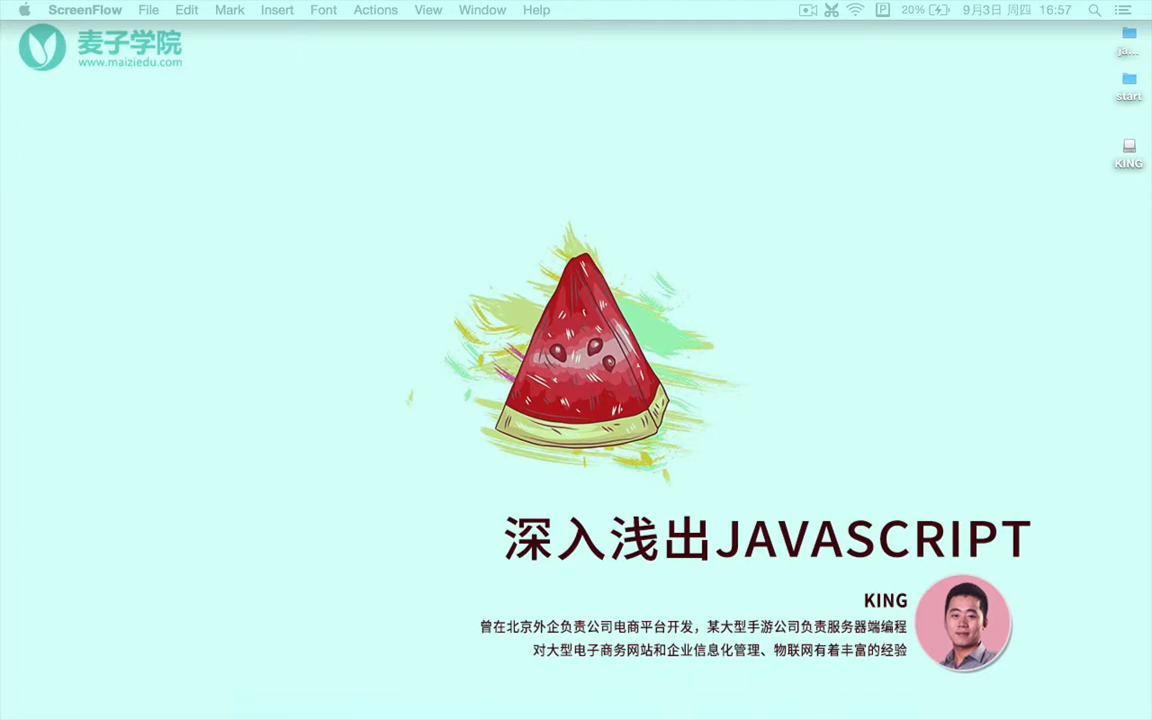 ScreenFlow File Edit Mark Insert Font Actions View Window Help 20% 9月3日 周四 16:57
麦子学院
www.maiziedu.com
ja...
start
KING
深入浅出JAVASCRIPT
KING
曾在北京外企负责公司电商平台开发，某大型手游公司负责服务器端编程
对大型电子商务网站和企业信息化管理、物联网有着丰富的经验